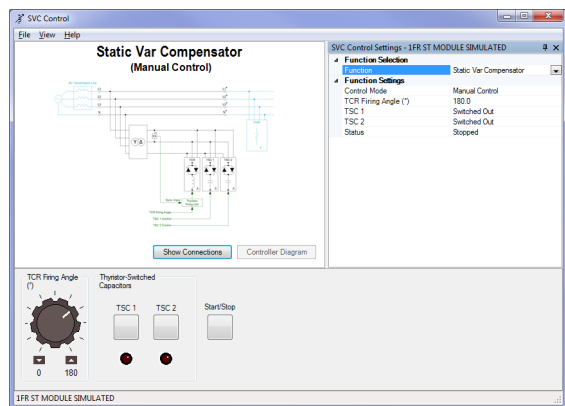 SVC Control
File View Help
Static Var Compensator
(Manual Control)
Show Connections
Controller Diagram
SVC Control Settings - 1FR ST MODULE SIMULATED
Function Selection
Function Static Var Compensator
Function Settings
Control Mode Manual Control
TCR Firing Angle (°) 180.0
TSC 1 Switched Out
TSC 2 Switched Out
Status Stopped
TCR Firing Angle
(°)
0 180
Thyristor-Switched
Capacitors
TSC 1 TSC 2
Start/Stop
1FR ST MODULE SIMULATED